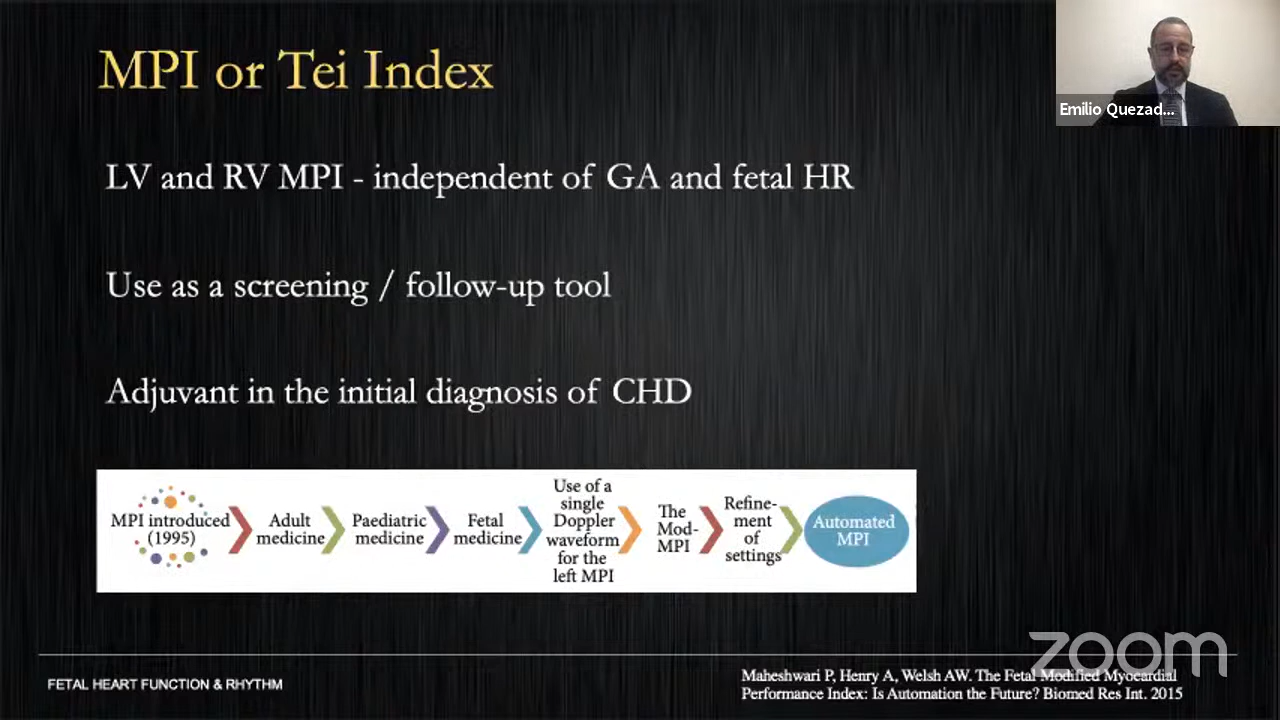 MPI or Tei Index
Emilio Quezad...
LV and RV MPI - independent of GA and fetal HR
Use as a screening / follow-up tool
Adjuvant in the initial diagnosis of CHD
MPI introduced
(1995)
Adult
medicine
Paediatric
medicine
Fetal
medicine
Use of a
single
Doppler
waveform
for the
left MPI
The
Mod-
MPI
Refine-
ment
of
settings
Automated
MPI
zoom
FETAL HEART FUNCTION & RHYTHM
Maheshwari P, Henry A, Welsh AW. The Fetal Modified Myocardial
Performance Index: Is Automation the Future? Biomed Res Int. 2015